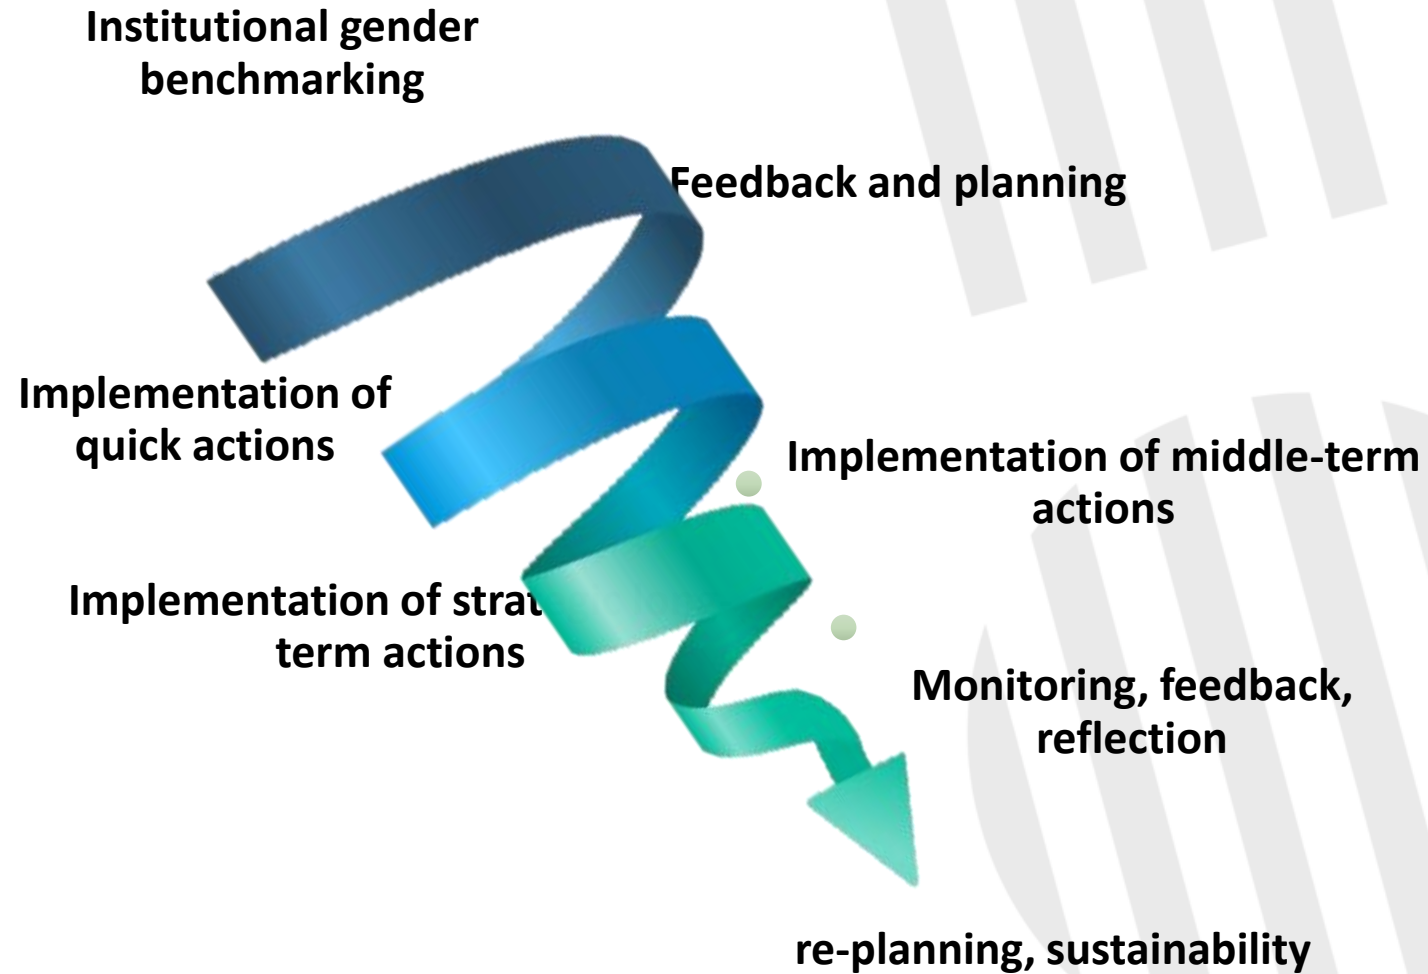 Institutional gender
benchmarking
Feedback and planning
Implementation of
quick actions
Implementation of middle-term
actions
Implementation of
term actions
Monitoring, feedback,
reflection
re-planning, sustainability